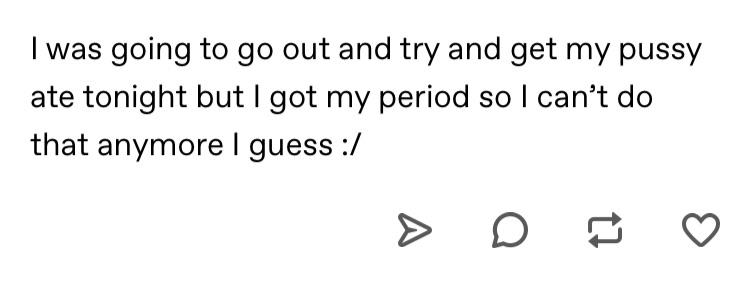 I was going to go out and try and get my pussy
ate tonight but I got my period so I can’t do
that anymore I guess :/